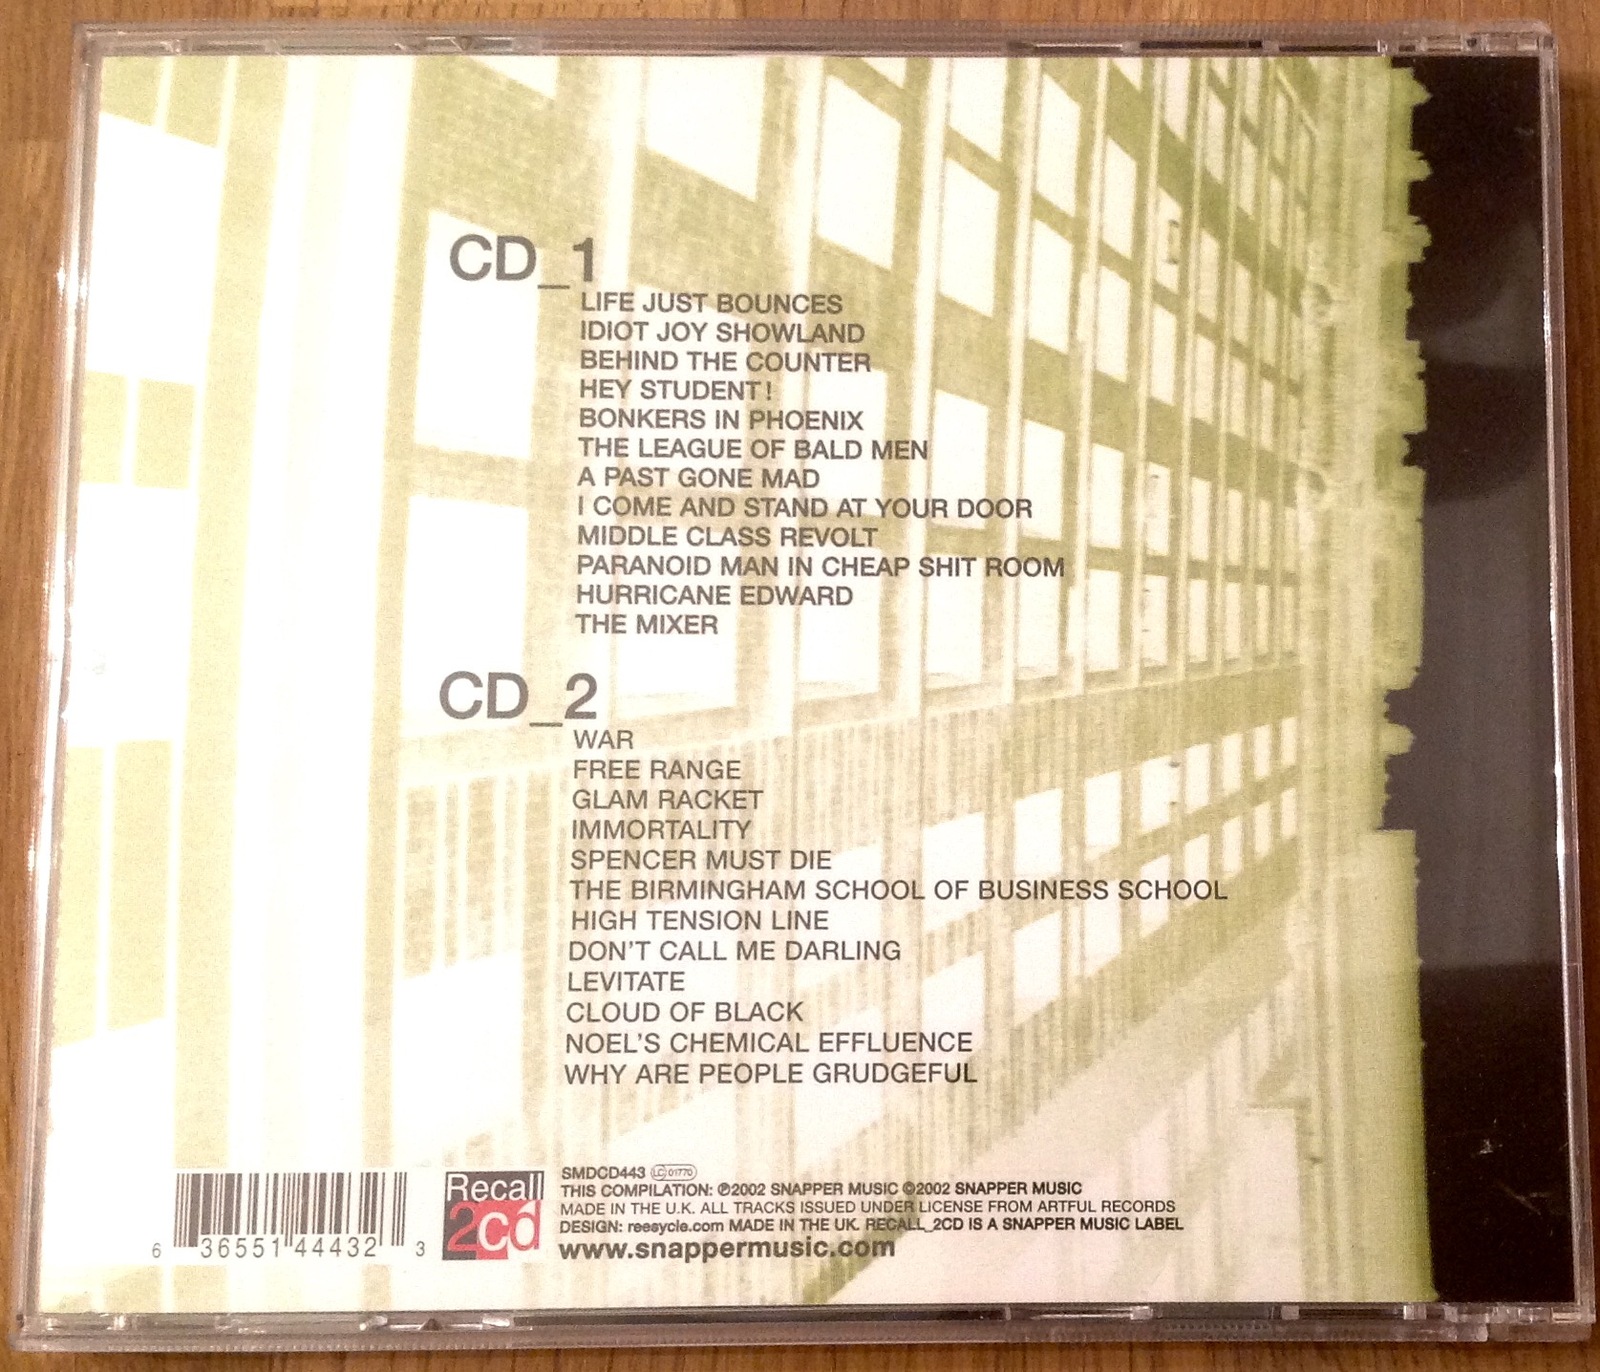 CD_1
LIFE JUST BOUNCES
IDIOT JOY SHOWLAND
BEHIND THE COUNTER
HEY STUDENT!
BONKERS IN PHOENIX
THE LEAGUE OF BALD MEN
A PAST GONE MAD
I COME AND STAND AT YOUR DOOR
MIDDLE CLASS REVOLT
PARANOID MAN IN CHEAP SHIT ROOM
HURRICANE EDWARD
THE MIXER
CD_2
WAR
FREE RANGE
GLAM RACKET
IMMORTALITY
SPENCER MUST DIE
THE BIRMINGHAM SCHOOL OF BUSINESS SCHOOL
HIGH TENSION LINE
DON'T CALL ME DARLING
LEVITATE
CLOUD OF BLACK
NOEL'S CHEMICAL EFFLUENCE
WHY ARE PEOPLE GRUDGEFUL
6 36551 44432 3
Recall
2cd
SMDCD443 LC 01770
THIS COMPILATION: ℗2002 SNAPPER MUSIC ©2002 SNAPPER MUSIC
MADE IN THE U.K. ALL TRACKS ISSUED UNDER LICENSE FROM ARTFUL RECORDS
DESIGN: reesycle.com MADE IN THE UK. RECALL_2CD IS A SNAPPER MUSIC LABEL
www.snappermusic.com